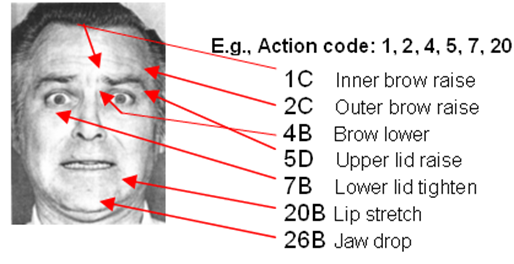 E.g., Action code: 1, 2, 4, 5, 7, 20
1C Inner brow raise
2C Outer brow raise
4B Brow lower
5D Upper lid raise
7B Lower lid tighten
20B Lip stretch
26B Jaw drop